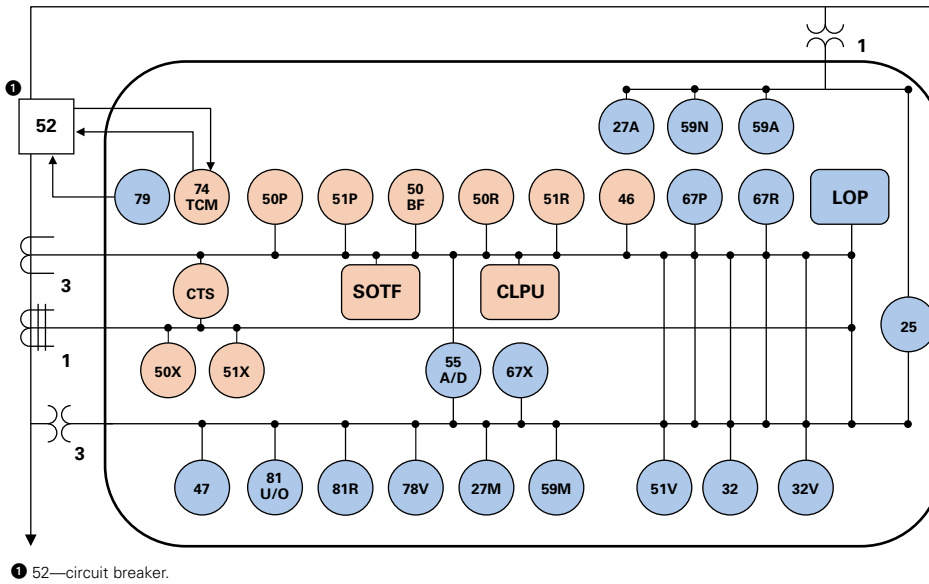 1
❶
52
27A 59N 59A
79 74 TCM 50P 51P 50 BF 50R 51R 46 67P 67R LOP
3
CTS SOTF CLPU
25
1
50X 51X 55 A/D 67X
3
47 81 U/O 81R 78V 27M 59M 51V 32 32V
❶ 52—circuit breaker.